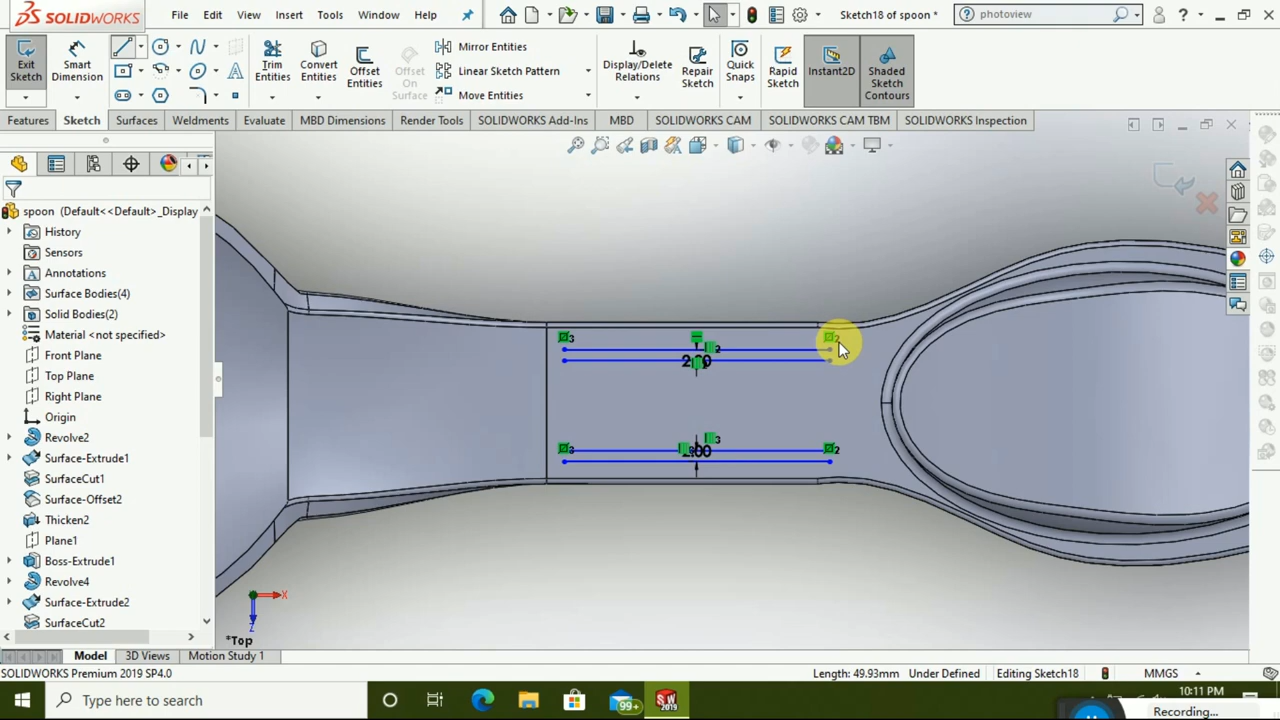 SOLIDWORKS
File Edit View Insert Tools Window Help
Sketch18 of spoon *
photoview
Exit Sketch
Smart Dimension
Trim Entities
Convert Entities
Offset Entities
Offset On Surface
Mirror Entities
Linear Sketch Pattern
Move Entities
Display/Delete Relations
Repair Sketch
Quick Snaps
Rapid Sketch
Instant2D
Shaded Sketch Contours
Features Sketch Surfaces Weldments Evaluate MBD Dimensions Render Tools SOLIDWORKS Add-Ins MBD SOLIDWORKS CAM SOLIDWORKS CAM TBM SOLIDWORKS Inspection
spoon (Default<<Default>_Display
History
Sensors
Annotations
Surface Bodies(4)
Solid Bodies(2)
Material <not specified>
Front Plane
Top Plane
Right Plane
Origin
Revolve2
Surface-Extrude1
SurfaceCut1
Surface-Offset2
Thicken2
Plane1
Boss-Extrude1
Revolve4
Surface-Extrude2
SurfaceCut2
X
*Top
Model 3D Views Motion Study 1
SOLIDWORKS Premium 2019 SP4.0
Length: 49.93mm Under Defined Editing Sketch18 MMGS
Type here to search
99+
SW
2019
10:11 PM
Recording...